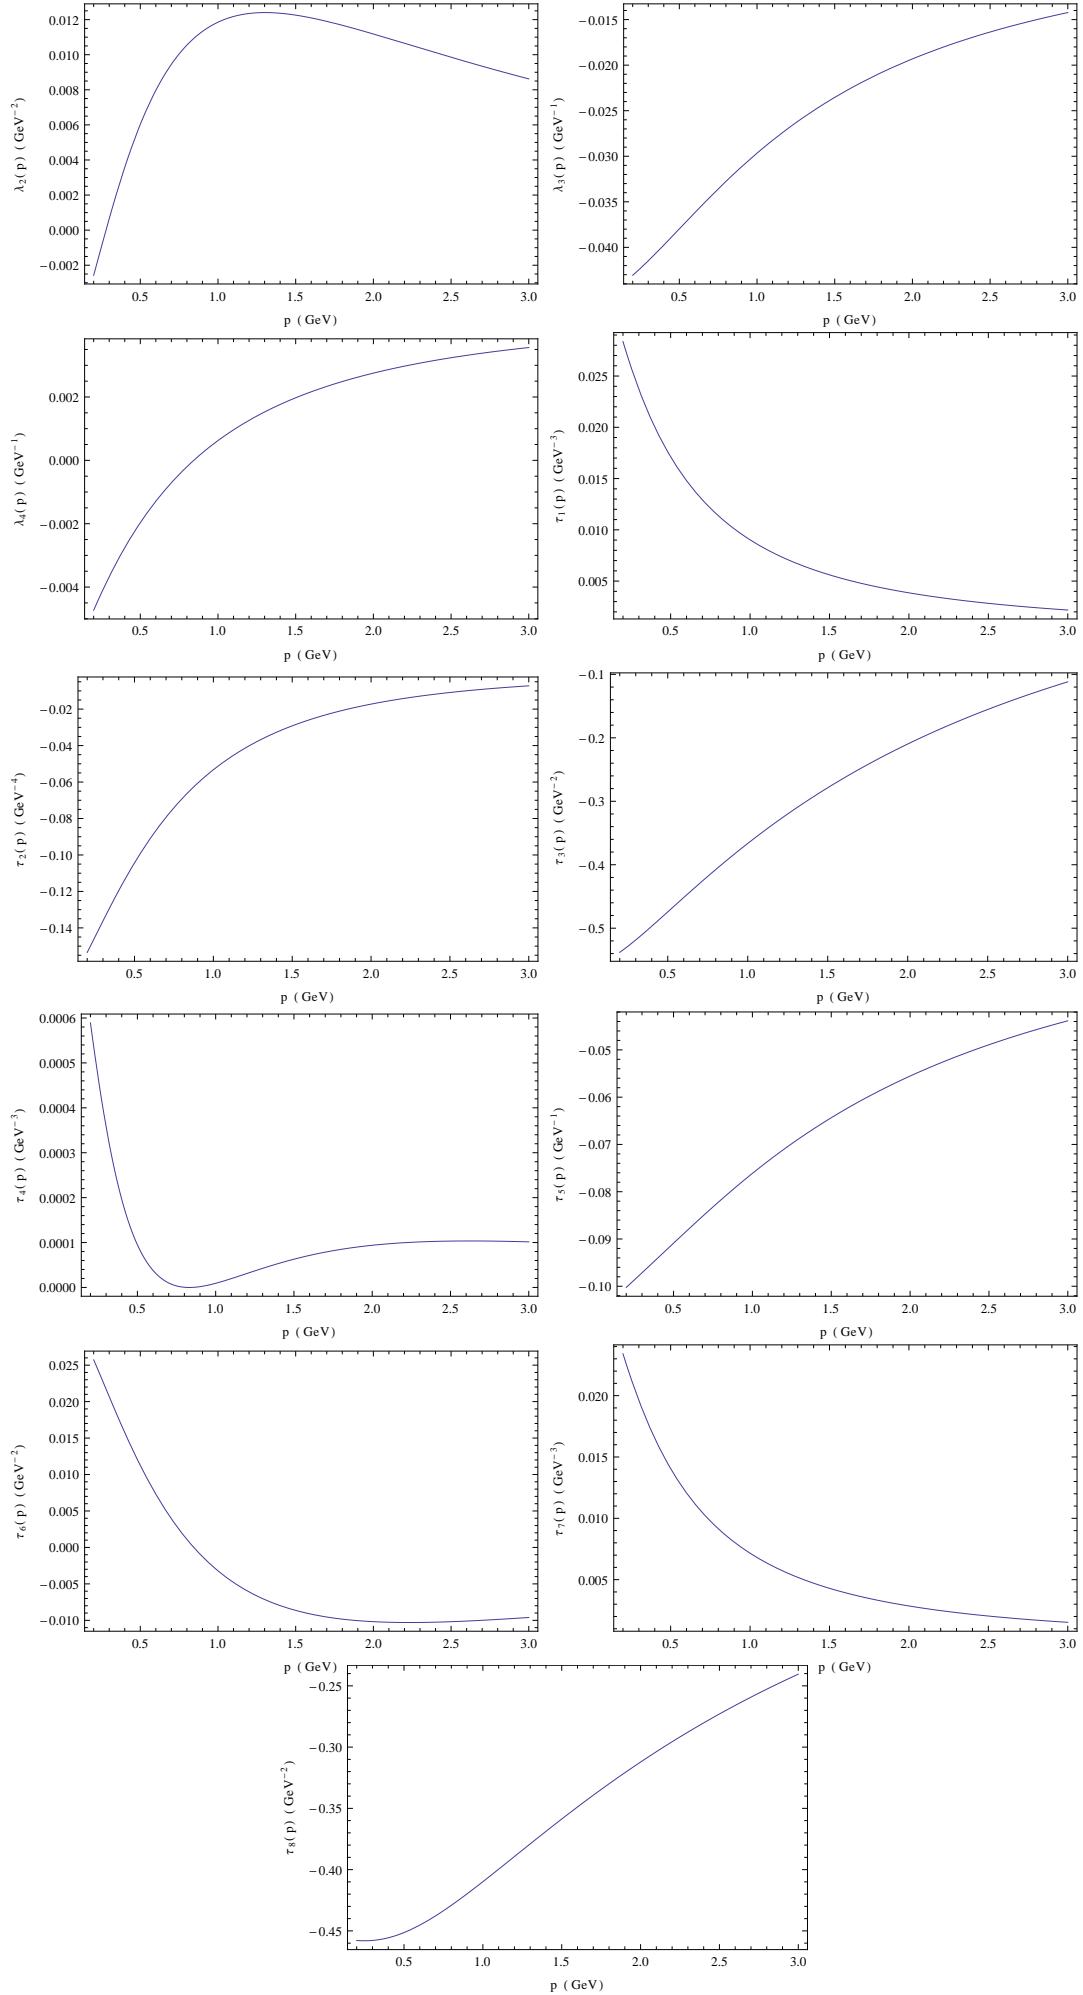 0.012
0.010
0.008
0.006
0.004
0.002
0.000
−0.002
λ₂(p) (GeV⁻²)
0.5 1.0 1.5 2.0 2.5 3.0
p (GeV)
−0.015
−0.020
−0.025
−0.030
−0.035
−0.040
λ₃(p) (GeV⁻¹)
0.5 1.0 1.5 2.0 2.5 3.0
p (GeV)
0.002
0.000
−0.002
−0.004
λ₄(p) (GeV⁻¹)
0.5 1.0 1.5 2.0 2.5 3.0
p (GeV)
0.025
0.020
0.015
0.010
0.005
τ₁(p) (GeV⁻³)
0.5 1.0 1.5 2.0 2.5 3.0
p (GeV)
−0.02
−0.04
−0.06
−0.08
−0.10
−0.12
−0.14
τ₂(p) (GeV⁻⁴)
0.5 1.0 1.5 2.0 2.5 3.0
p (GeV)
−0.1
−0.2
−0.3
−0.4
−0.5
τ₃(p) (GeV⁻²)
0.5 1.0 1.5 2.0 2.5 3.0
p (GeV)
0.0006
0.0005
0.0004
0.0003
0.0002
0.0001
0.0000
τ₄(p) (GeV⁻³)
0.5 1.0 1.5 2.0 2.5 3.0
p (GeV)
−0.05
−0.06
−0.07
−0.08
−0.09
−0.10
τ₅(p) (GeV⁻¹)
0.5 1.0 1.5 2.0 2.5 3.0
p (GeV)
0.025
0.020
0.015
0.010
0.005
0.000
−0.005
−0.010
τ₆(p) (GeV⁻²)
0.5 1.0 1.5 2.0 2.5 3.0
p (GeV)
0.020
0.015
0.010
0.005
τ₇(p) (GeV⁻³)
0.5 1.0 1.5 2.0 2.5 3.0
p (GeV)
−0.25
−0.30
−0.35
−0.40
−0.45
τ₈(p) (GeV⁻²)
0.5 1.0 1.5 2.0 2.5 3.0
p (GeV)